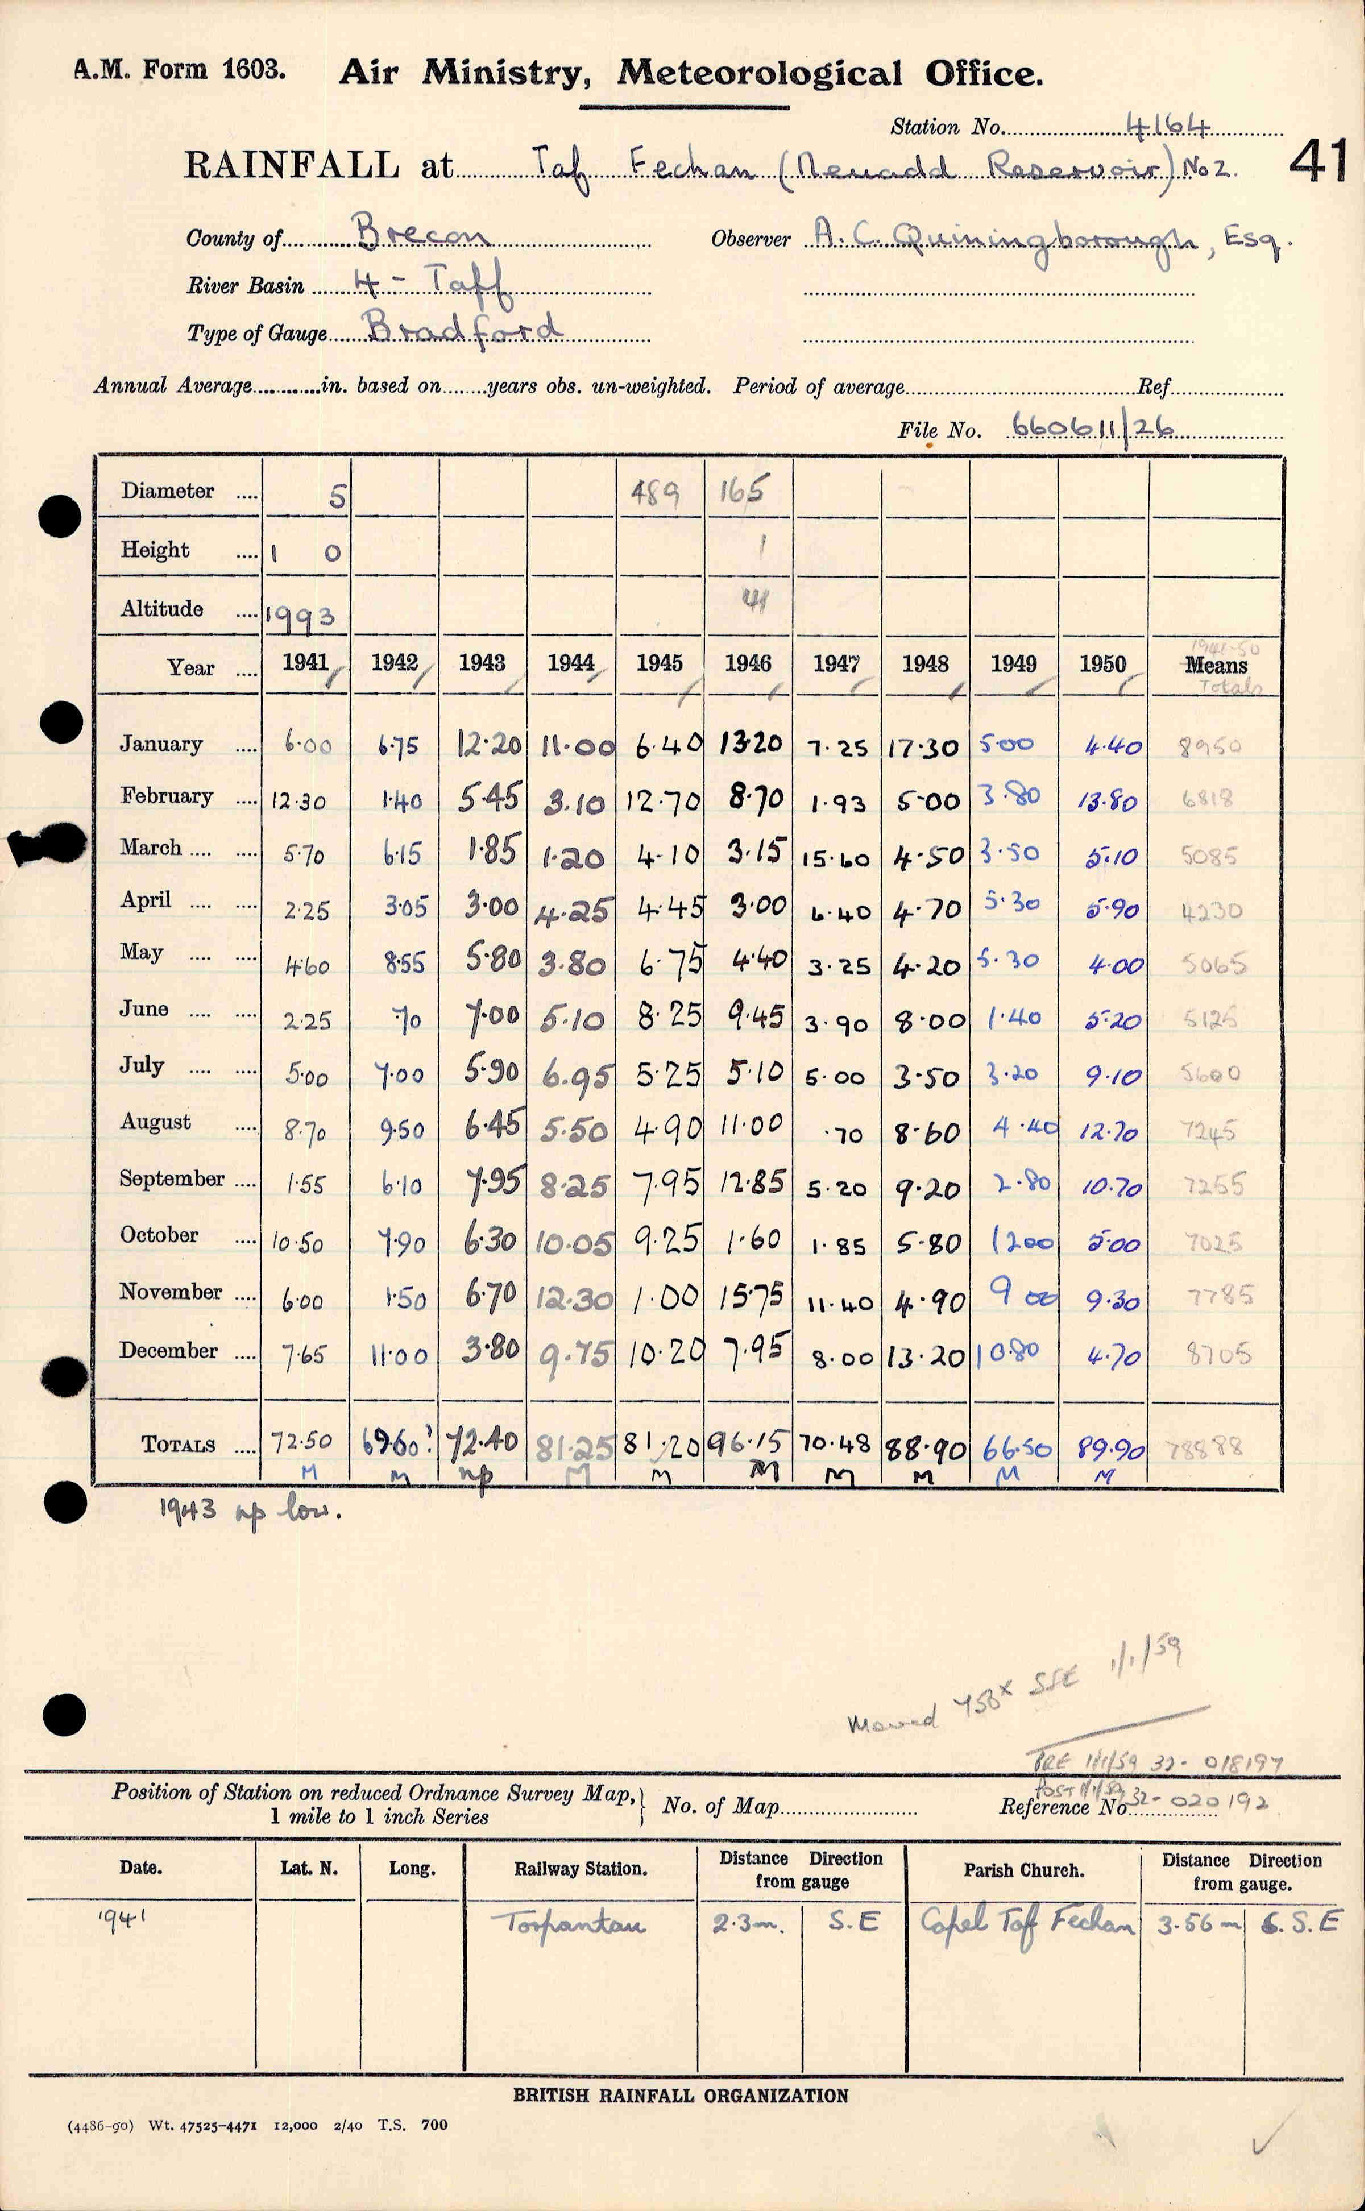 A.M. Form 1603. Air Ministry, Meteorological Office.
Station No. 4164
41
RAINFALL at Taf Fechan (Neuadd Reservoir) No 2.
County of Brecon Observer A. C. Quiningborough, Esq.
River Basin 4 - Taff
Type of Gauge Bradford
Annual Average in. based on years obs. un-weighted. Period of average Ref.
File No. 660611/26
Diameter 5 489 165
Height 1 0 1
Altitude 1993 41
1941-50
Year 1941 1942 1943 1944 1945 1946 1947 1948 1949 1950 Means
Totals
January 6.00 6.75 12.20 11.00 6.40 13.20 7.25 17.30 5.00 4.40 8950
February 12.30 1.40 5.45 3.10 12.70 8.70 1.93 5.00 3.80 13.80 6818
March 5.70 6.15 1.85 1.20 4.10 3.15 15.60 4.50 3.50 5.10 5085
April 2.25 3.05 3.00 4.25 4.45 3.00 6.40 4.70 5.30 5.90 4230
May 4.60 8.55 5.80 3.80 6.75 4.40 3.25 4.20 5.30 4.00 5065
June 2.25 .70 7.00 5.10 8.25 9.45 3.90 8.00 1.40 5.20 5125
July 5.00 7.00 5.90 6.95 5.25 5.10 5.00 3.50 3.20 9.10 5600
August 8.70 9.50 6.45 5.50 4.90 11.00 .70 8.60 4.40 12.70 7245
September 1.55 6.10 7.95 8.25 7.95 12.85 5.20 9.20 2.80 10.70 7255
October 10.50 7.90 6.30 10.05 9.25 1.60 1.85 5.80 1200 5.00 7025
November 6.00 1.50 6.70 12.30 1.00 15.75 11.40 4.90 9 00 9.30 7785
December 7.65 11.00 3.80 9.75 10.20 7.95 8.00 13.20 10.80 4.70 8705
TOTALS 72.50 69.60? 72.40 81.25 81.20 96.15 70.48 88.90 66.50 89.90 78888
M M np M M M M M M M
1943 np low.
Moved 758x SSE 1/1/59
PRE 1/1/59 32- 018197
POST 1/1/59 32- 020192
Position of Station on reduced Ordnance Survey Map, 1 mile to 1 inch Series } No. of Map Reference No.
Date. Lat. N. Long. Railway Station. Distance Direction from gauge Parish Church. Distance Direction from gauge.
1941 Torpantau 2.3m. S.E Capel Taf Fechan 3.56 m S.S.E
BRITISH RAINFALL ORGANIZATION
(4486-90) Wt. 47525-4471 12,000 2/40 T.S. 700